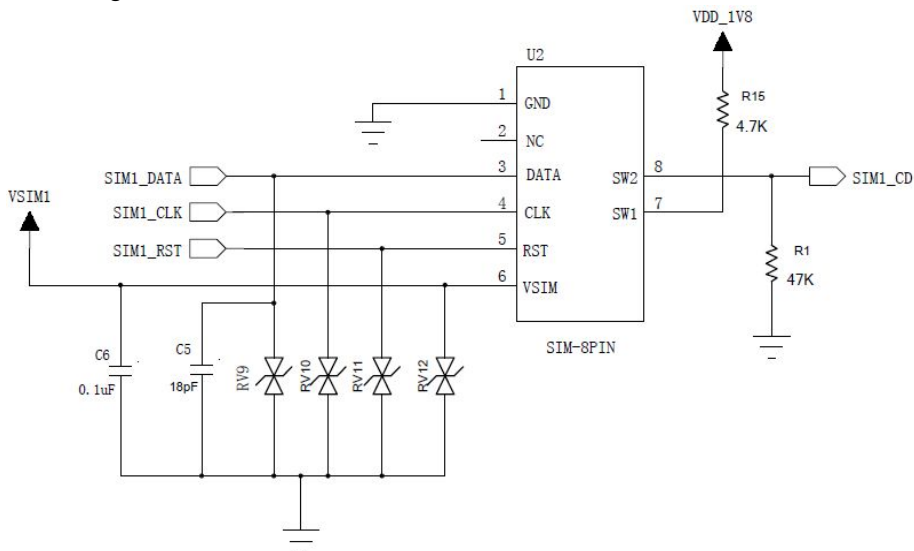 VDD_1V8
U2
R15
4.7K
1
GND
2
NC
3
DATA
SIM1_DATA
SW2
8
SIM1_CD
VSIM1
SIM1_CLK
4
CLK
SW1
7
SIM1_RST
5
RST
R1
47K
6
VSIM
SIM-8PIN
C6
0.1uF
C5
18pF
RV9
RV10
RV11
RV12